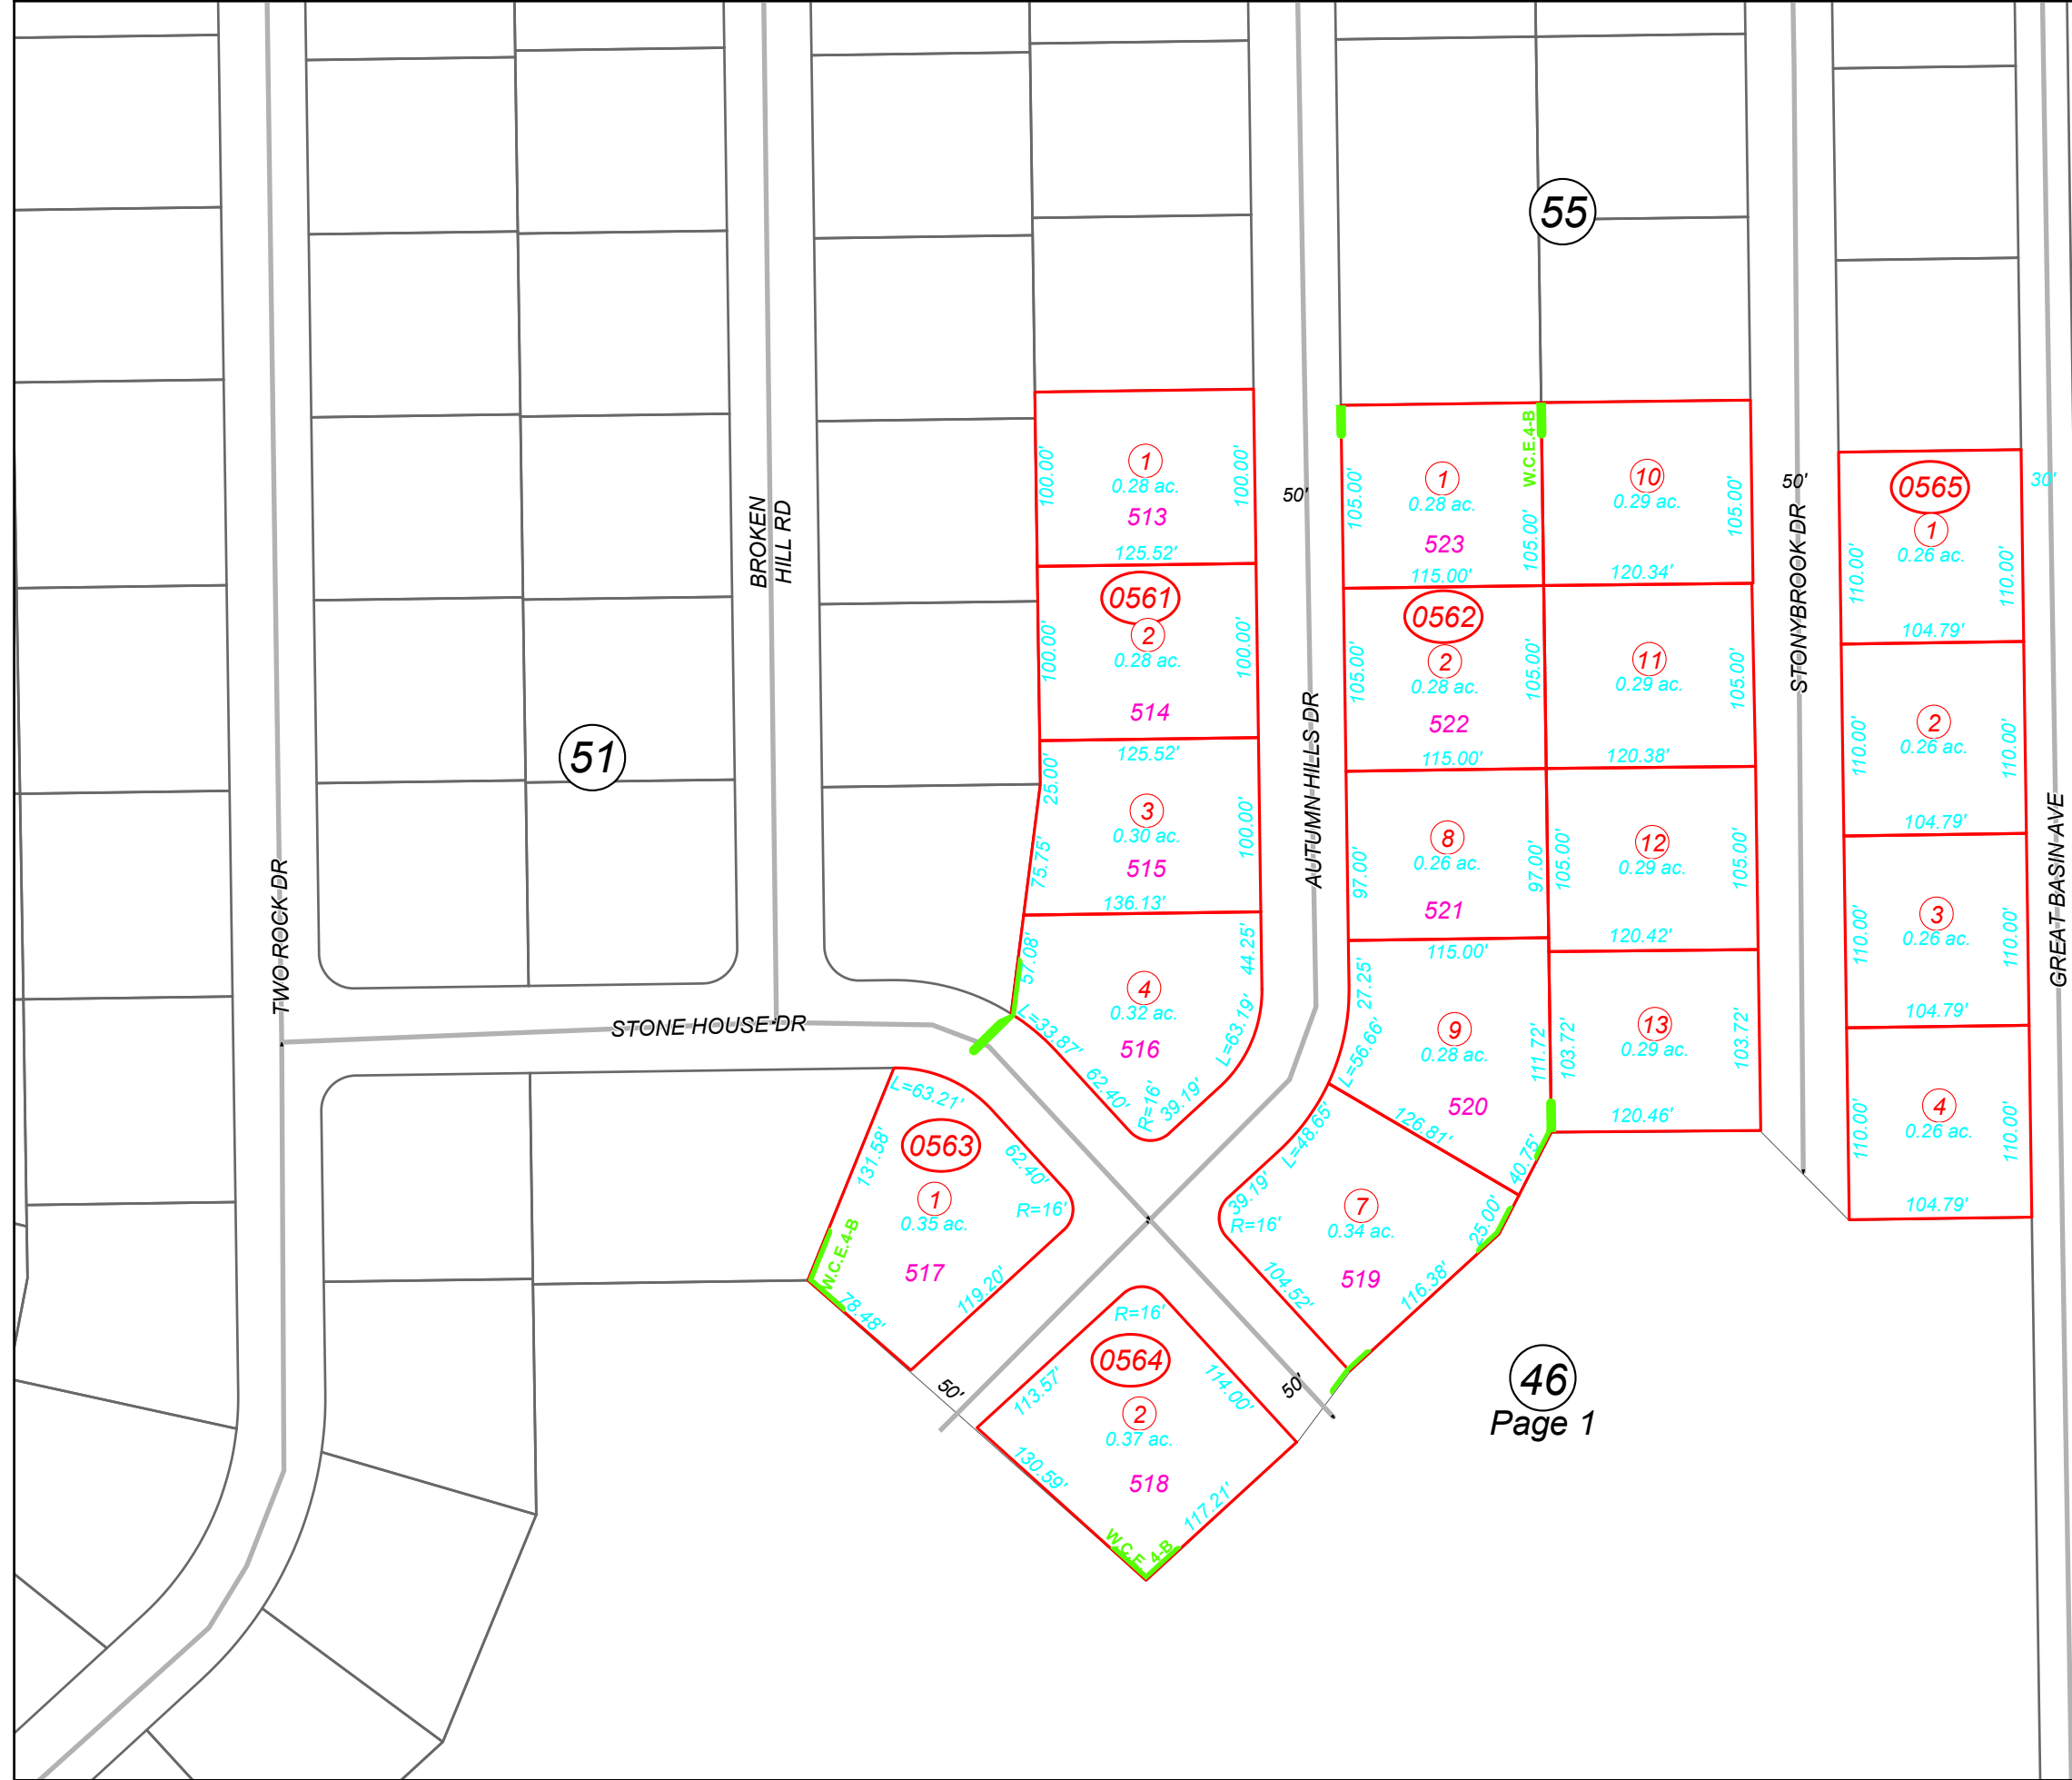 55
51
BROKEN
HILL RD
TWO ROCK DR
STONE HOUSE DR
AUTUMN HILLS DR
STONYBROOK DR
GREAT BASIN AVE
50'
50'
30'
1
0.28 ac.
513
100.00'
100.00'
125.52'
0561
2
0.28 ac.
514
100.00'
100.00'
125.52'
25.00'
3
0.30 ac.
515
75.75'
100.00'
136.13'
57.08'
44.25'
4
0.32 ac.
516
L=33.87'
62.40'
R=16'
39.19'
L=63.19'
105.00'
1
0.28 ac.
523
W.C.E.4-B
105.00'
115.00'
0562
2
0.28 ac.
522
105.00'
105.00'
115.00'
8
0.26 ac.
521
97.00'
97.00'
115.00'
27.25'
L=56.66'
9
0.28 ac.
520
111.72'
126.81'
40.75'
L=48.65'
39.19'
R=16'
7
0.34 ac.
519
25.00'
104.52'
116.38'
10
0.29 ac.
105.00'
120.34'
11
0.29 ac.
105.00'
120.38'
12
0.29 ac.
105.00'
105.00'
120.42'
13
0.29 ac.
103.72'
103.72'
120.46'
0565
1
0.26 ac.
110.00'
110.00'
104.79'
2
0.26 ac.
110.00'
110.00'
104.79'
3
0.26 ac.
110.00'
110.00'
104.79'
4
0.26 ac.
110.00'
110.00'
104.79'
L=63.21'
0563
131.58'
62.40'
1
0.35 ac.
R=16'
517
W.C.E.4-B
78.48'
119.20'
50'
50'
R=16'
0564
113.57'
114.00'
2
0.37 ac.
518
130.59'
117.21'
W.C.E. 4-B
46
Page 1